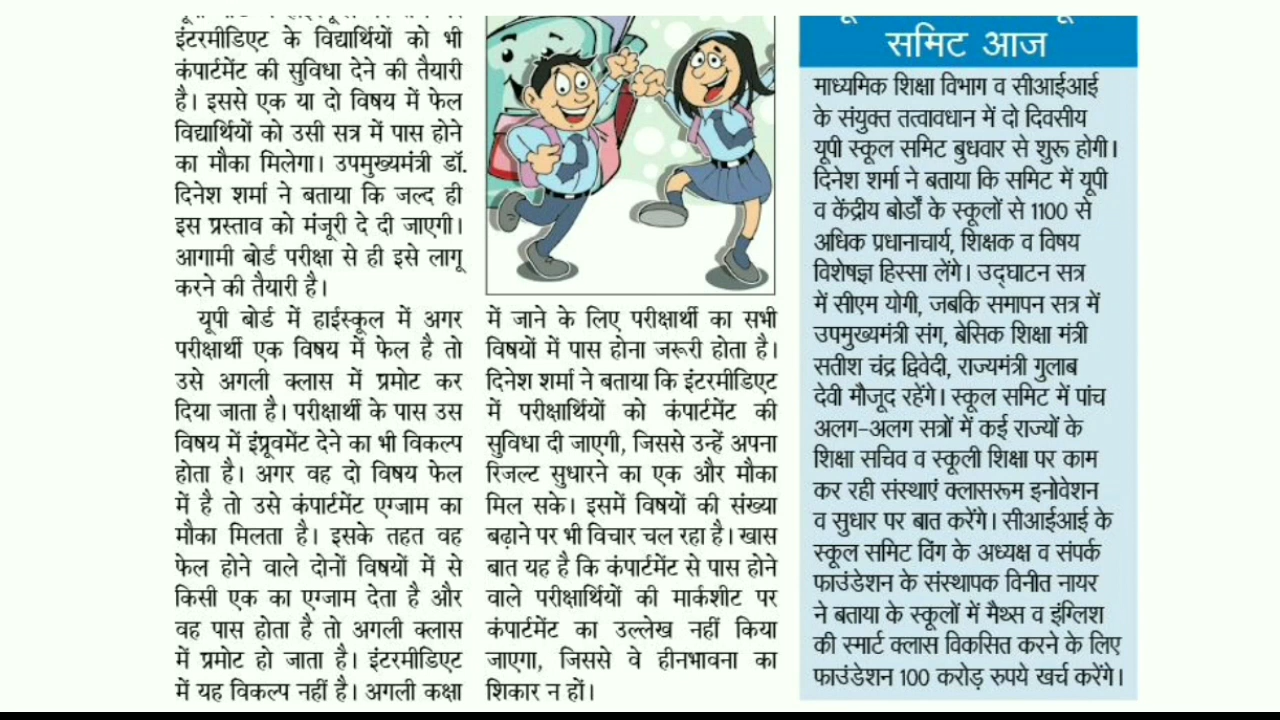 इंटरमीडिएट के विद्यार्थियों को भी
कंपार्टमेंट की सुविधा देने की तैयारी
है। इससे एक या दो विषय में फेल
विद्यार्थियों को उसी सत्र में पास होने
का मौका मिलेगा। उपमुख्यमंत्री डॉ.
दिनेश शर्मा ने बताया कि जल्द ही
इस प्रस्ताव को मंजूरी दे दी जाएगी।
आगामी बोर्ड परीक्षा से ही इसे लागू
करने की तैयारी है।
यूपी बोर्ड में हाईस्कूल में अगर
परीक्षार्थी एक विषय में फेल है तो
उसे अगली क्लास में प्रमोट कर
दिया जाता है। परीक्षार्थी के पास उस
विषय में इंप्रूवमेंट देने का भी विकल्प
होता है। अगर वह दो विषय फेल
में है तो उसे कंपार्टमेंट एग्जाम का
मौका मिलता है। इसके तहत वह
फेल होने वाले दोनों विषयों में से
किसी एक का एग्जाम देता है और
वह पास होता है तो अगली क्लास
में प्रमोट हो जाता है। इंटरमीडिएट
में यह विकल्प नहीं है। अगली कक्षा
में जाने के लिए परीक्षार्थी का सभी
विषयों में पास होना जरूरी होता है।
दिनेश शर्मा ने बताया कि इंटरमीडिएट
में परीक्षार्थियों को कंपार्टमेंट की
सुविधा दी जाएगी, जिससे उन्हें अपना
रिजल्ट सुधारने का एक और मौका
मिल सके। इसमें विषयों की संख्या
बढ़ाने पर भी विचार चल रहा है। खास
बात यह है कि कंपार्टमेंट से पास होने
वाले परीक्षार्थियों की मार्कशीट पर
कंपार्टमेंट का उल्लेख नहीं किया
जाएगा, जिससे वे हीनभावना का
शिकार न हों।
समिट आज
माध्यमिक शिक्षा विभाग व सीआईआई
के संयुक्त तत्वावधान में दो दिवसीय
यूपी स्कूल समिट बुधवार से शुरू होगी।
दिनेश शर्मा ने बताया कि समिट में यूपी
व केंद्रीय बोर्डों के स्कूलों से 1100 से
अधिक प्रधानाचार्य, शिक्षक व विषय
विशेषज्ञ हिस्सा लेंगे। उद्घाटन सत्र
में सीएम योगी, जबकि समापन सत्र में
उपमुख्यमंत्री संग, बेसिक शिक्षा मंत्री
सतीश चंद्र द्विवेदी, राज्यमंत्री गुलाब
देवी मौजूद रहेंगे। स्कूल समिट में पांच
अलग-अलग सत्रों में कई राज्यों के
शिक्षा सचिव व स्कूली शिक्षा पर काम
कर रही संस्थाएं क्लासरूम इनोवेशन
व सुधार पर बात करेंगे। सीआईआई के
स्कूल समिट विंग के अध्यक्ष व संपर्क
फाउंडेशन के संस्थापक विनीत नायर
ने बताया के स्कूलों में मैथ्स व इंग्लिश
की स्मार्ट क्लास विकसित करने के लिए
फाउंडेशन 100 करोड़ रुपये खर्च करेंगे।